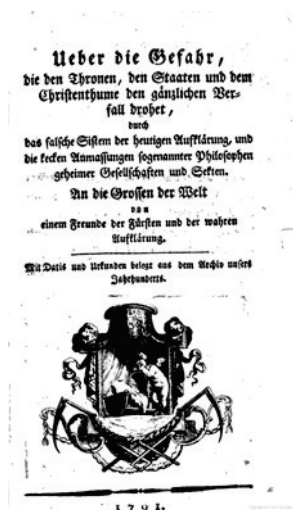 Ueber die Gefahr,
die den Thronen, den Staaten und dem
Christenthume den gänzlichen Ver-
fall drohet,
durch
das falsche Sistem der heutigen Aufklärung, und
die kecken Anmassungen sogenannter Philosophen
geheimer Gesellschaften und Sekten.
An die Grossen der Welt
von
einem Freunde der Fürsten und der wahren
Aufklärung.
Mit Datis und Urkunden belegt aus dem Archiv unsers
Jahrhunderts.
1791.